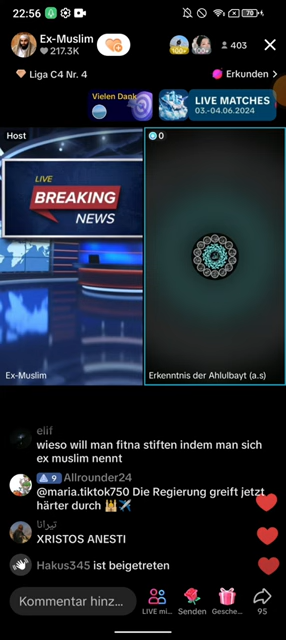 22:56
70
Ex-Muslim
217.3K
100+
100+
403
Liga C4 Nr. 4
Erkunden
Vielen Dank
LIVE MATCHES
03.-04.06.2024
Host
0
LIVE
BREAKING
NEWS
Ex-Muslim
Erkenntnis der Ahlulbayt (a.s)
elif
wieso will man fitna stiften indem man sich
ex muslim nennt
9 Allrounder24
@maria.tiktok750 Die Regierung greift jetzt
härter durch
تيرانا
XRISTOS ANESTI
Hakus345 ist beigetreten
Kommentar hinz...
LIVE mi...
Senden
Gesche...
95